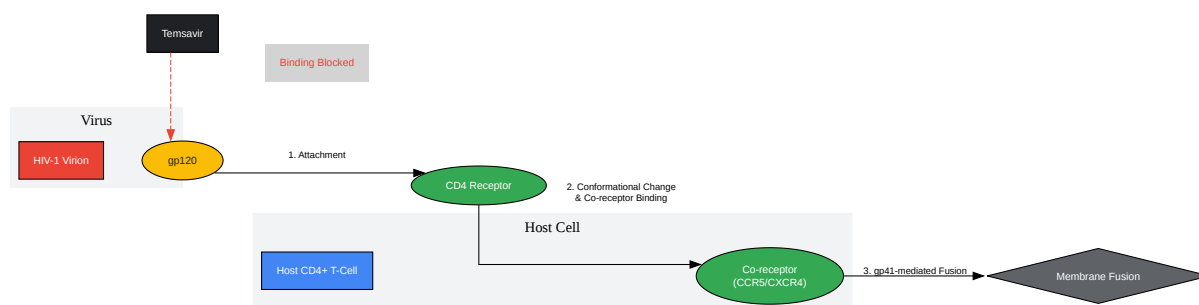 Temsavir
Binding Blocked
Virus
HIV-1 Virion
gp120
1. Attachment
CD4 Receptor
2. Conformational Change
& Co-receptor Binding
Host Cell
Host CD4+ T-Cell
Co-receptor
(CCR5/CXCR4)
3. gp41-mediated Fusion
Membrane Fusion